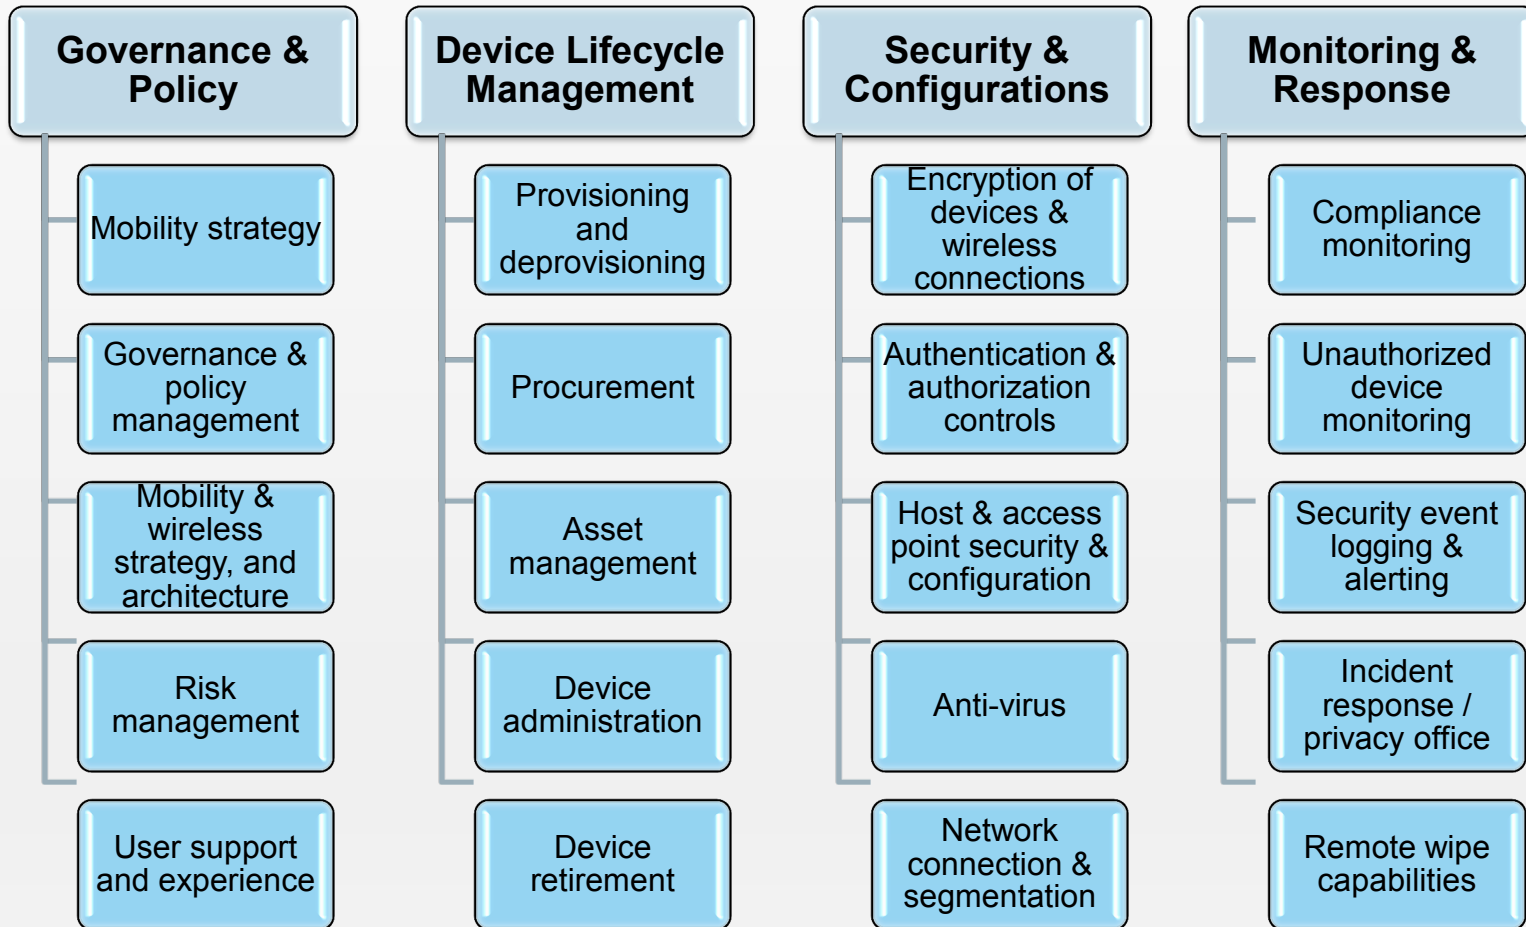 Governance &
Policy
Mobility strategy
Governance &
policy
management
Mobility &
wireless
strategy, and
architecture
Risk
management
User support
and experience
Device Lifecycle
Management
Provisioning
and
deprovisioning
Procurement
Asset
management
Device
administration
Device
retirement
Security &
Configurations
Encryption of
devices &
wireless
connections
Authentication &
authorization
controls
Host & access
point security &
configuration
Anti-virus
Network
connection &
segmentation
Monitoring &
Response
Compliance
monitoring
Unauthorized
device
monitoring
Security event
logging &
alerting
Incident
response /
privacy office
Remote wipe
capabilities